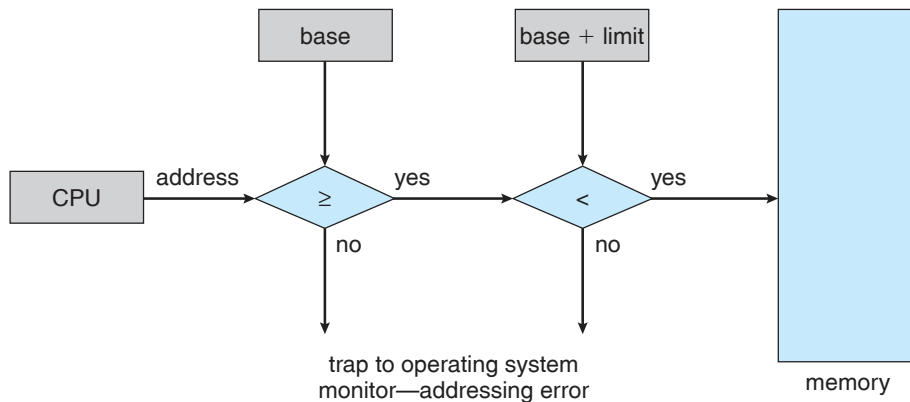 base
base + limit
CPU
address
≥
yes
<
yes
no
no
trap to operating system
monitor—addressing error
memory